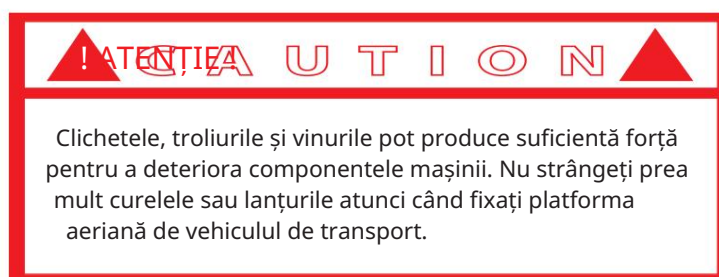 ! ATENȚIE!
CAUTION
Clichetele, troliurile și vinurile pot produce suficientă forță
pentru a deteriora componentele mașinii. Nu strângeți prea
mult curelele sau lanțurile atunci când fixați platforma
aeriană de vehiculul de transport.